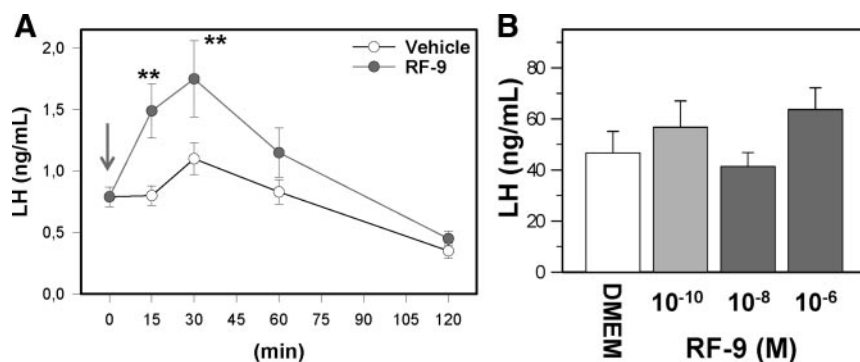 A
LH (ng/mL)
2,0
1,5
1,0
0,5
0,0
**
**
Vehicle
RF-9
0 15 30 45 60 75 90 105 120
(min)
B
LH (ng/mL)
80
60
40
20
0
DMEM
10⁻¹⁰ 10⁻⁸ 10⁻⁶
RF-9 (M)